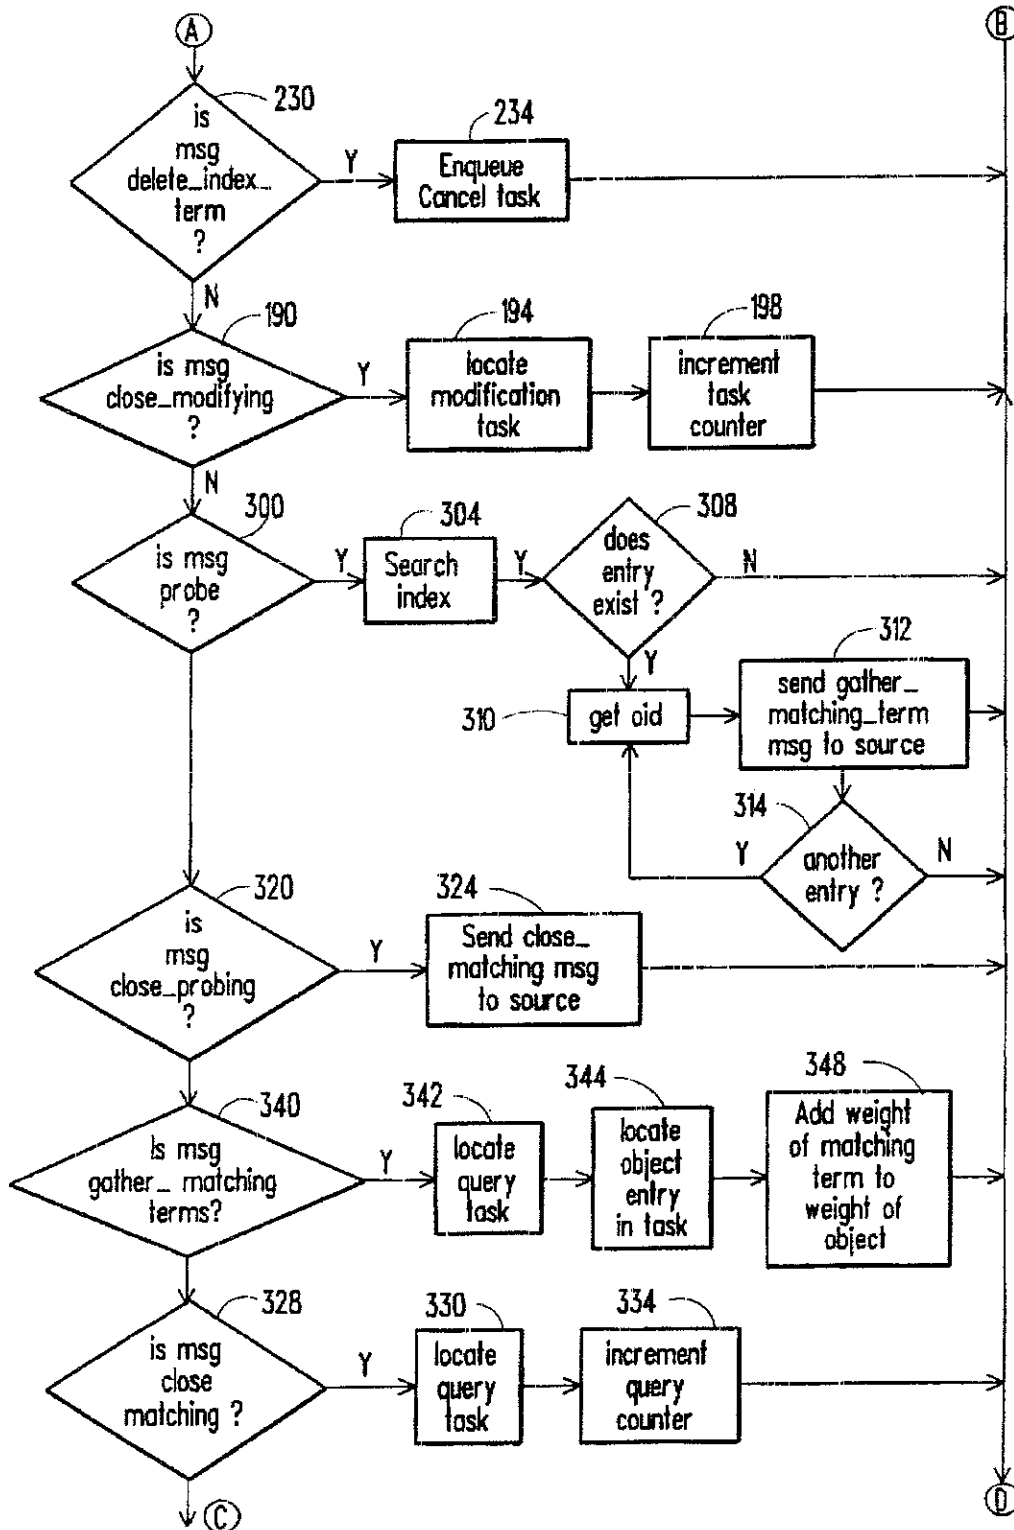 A
B
230
is
msg
delete_index_
term
?
Y
234
Enqueue
Cancel task
N
190
is msg
close_modifying
?
Y
194
locate
modification
task
198
increment
task
counter
N
300
is msg
probe
?
Y
304
Search
index
Y
308
does
entry
exist ?
N
Y
310
get oid
312
send gather_
matching_term
msg to source
314
another
entry ?
Y
N
320
is
msg
close_probing
?
Y
324
Send close_
matching msg
to source
340
Is msg
gather_ matching
terms?
Y
342
locate
query
task
344
locate
object
entry
in task
348
Add weight
of matching
term to
weight of
object
328
is msg
close
matching ?
Y
330
locate
query
task
334
increment
query
counter
C
D